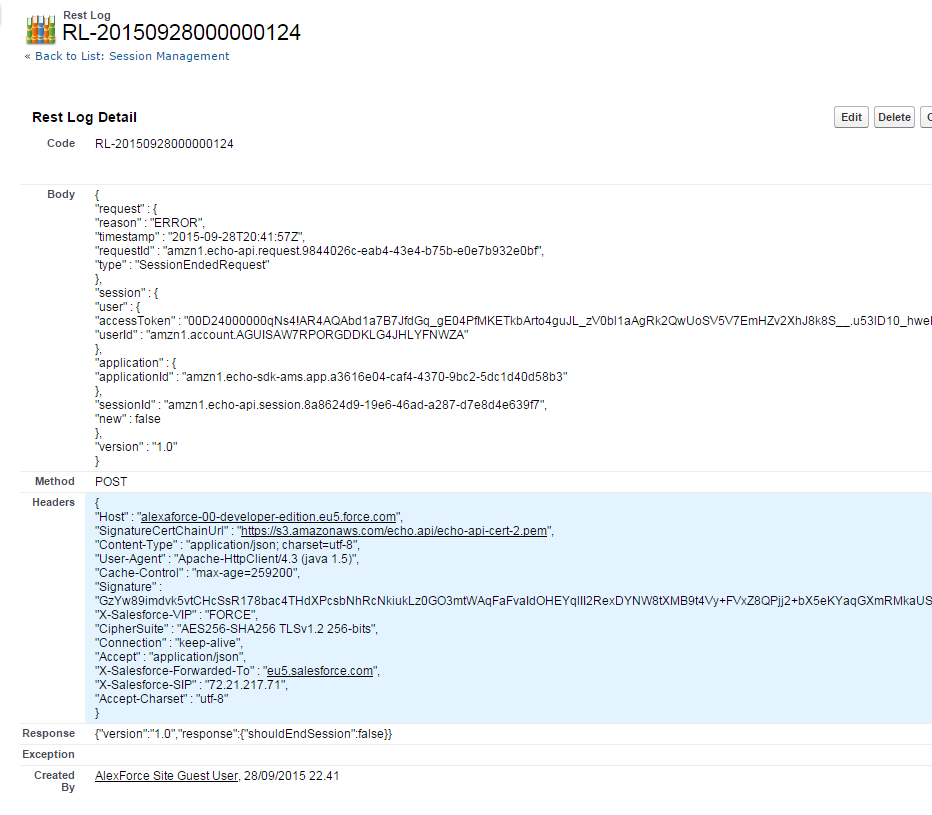 Rest Log
RL-20150928000000124
« Back to List: Session Management
Rest Log Detail
Edit
Delete
Code RL-20150928000000124
Body {
"request" : {
"reason" : "ERROR",
"timestamp" : "2015-09-28T20:41:57Z",
"requestId" : "amzn1.echo-api.request.9844026c-eab4-43e4-b75b-e0e7b932e0bf",
"type" : "SessionEndedRequest"
},
"session" : {
"user" : {
"accessToken" : "00D24000000qNs4!AR4AQAbd1a7B7JfdGq_gE04PfMKETkbArto4guJL_zV0bl1aAgRk2QwUoSV5V7EmHZv2XhJ8k8S__.u53ID10_hwel
"userId" : "amzn1.account.AGUISAW7RPORGDDKLG4JHLYFNWZA"
},
"application" : {
"applicationId" : "amzn1.echo-sdk-ams.app.a3616e04-caf4-4370-9bc2-5dc1d40d58b3"
},
"sessionId" : "amzn1.echo-api.session.8a8624d9-19e6-46ad-a287-d7e8d4e639f7",
"new" : false
},
"version" : "1.0"
}
Method POST
Headers {
"Host" : "alexaforce-00-developer-edition.eu5.force.com",
"SignatureCertChainUrl" : "https://s3.amazonaws.com/echo.api/echo-api-cert-2.pem",
"Content-Type" : "application/json; charset=utf-8",
"User-Agent" : "Apache-HttpClient/4.3 (java 1.5)",
"Cache-Control" : "max-age=259200",
"Signature" :
"GzYw89imdvk5vtCHcSsR178bac4THdXPcsbNhRcNkiukLz0GO3mtWAqFaFvaIdOHEYqlII2RexDYNW8tXMB9t4Vy+FVxZ8QPjj2+bX5eKYaqGXmRMkaUS
"X-Salesforce-VIP" : "FORCE",
"CipherSuite" : "AES256-SHA256 TLSv1.2 256-bits",
"Connection" : "keep-alive",
"Accept" : "application/json",
"X-Salesforce-Forwarded-To" : "eu5.salesforce.com",
"X-Salesforce-SIP" : "72.21.217.71",
"Accept-Charset" : "utf-8"
}
Response {"version":"1.0","response":{"shouldEndSession":false}}
Exception
Created By AlexForce Site Guest User, 28/09/2015 22.41